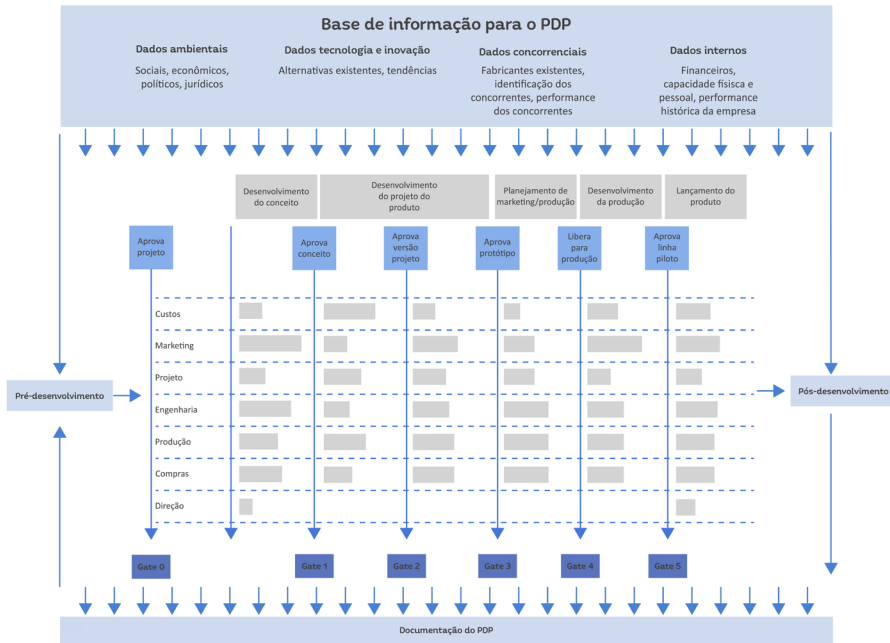 Base de informação para o PDP
Dados ambientais
Sociais, econômicos,
políticos, jurídicos
Dados tecnologia e inovação
Alternativas existentes, tendências
Dados concorrenciais
Fabricantes existentes,
identificação dos
concorrentes, performance
dos concorrentes
Dados internos
Financeiros,
capacidade físisca e
pessoal, performance
histórica da empresa
Desenvolvimento
do conceito
Desenvolvimento
do projeto do
produto
Planejamento de
marketing/produção
Desenvolvimento
da produção
Lançamento do
produto
Aprova
projeto
Aprova
conceito
Aprova
versão
projeto
Aprova
protótipo
Libera
para
produção
Aprova
linha
piloto
Custos
Marketing
Projeto
Engenharia
Produção
Compras
Direção
Pré-desenvolvimento
Pós-desenvolvimento
Gate 0
Gate 1
Gate 2
Gate 3
Gate 4
Gate 5
Documentação do PDP